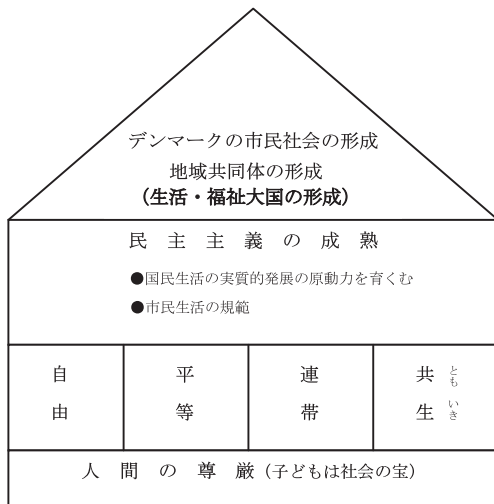 デンマークの市民社会の形成
地域共同体の形成
(生活・福祉大国の形成)
民主主義の成熟
●国民生活の実質的発展の原動力を育くむ
●市民生活の規範
自由
平等
連帯
共生
ともいき
人間の尊厳(子どもは社会の宝)